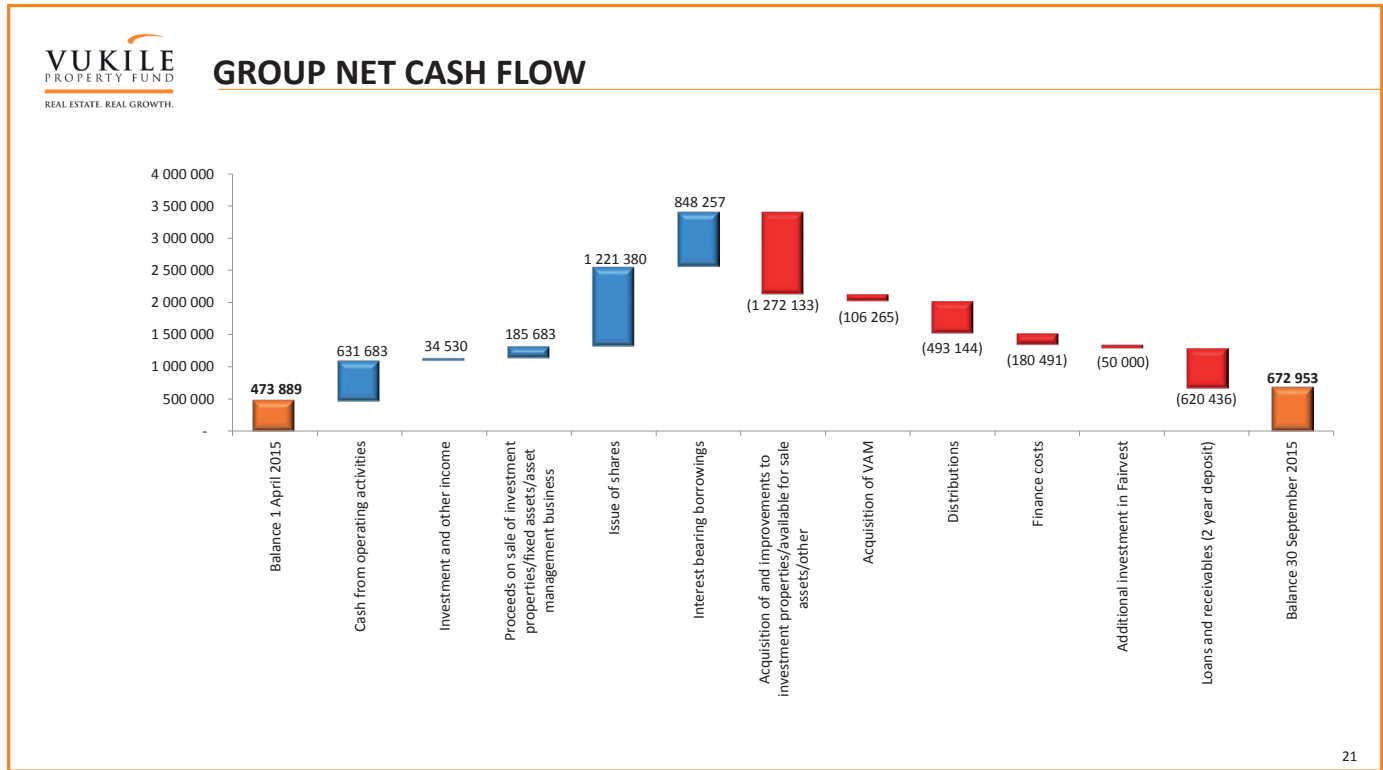 VUKILE
PROPERTY FUND
REAL ESTATE. REAL GROWTH.
GROUP NET CASH FLOW
4 000 000
3 500 000
3 000 000
2 500 000
2 000 000
1 500 000
1 000 000
500 000
-
473 889
631 683
34 530
185 683
1 221 380
848 257
(1 272 133)
(106 265)
(493 144)
(180 491)
(50 000)
(620 436)
672 953
Balance 1 April 2015
Cash from operating activities
Investment and other income
Proceeds on sale of investment
properties/fixed assets/asset
management business
Issue of shares
Interest bearing borrowings
Acquisition of and improvements to
investment properties/available for sale
assets/other
Acquisition of VAM
Distributions
Finance costs
Additional investment in Fairvest
Loans and receivables (2 year deposit)
Balance 30 September 2015
21